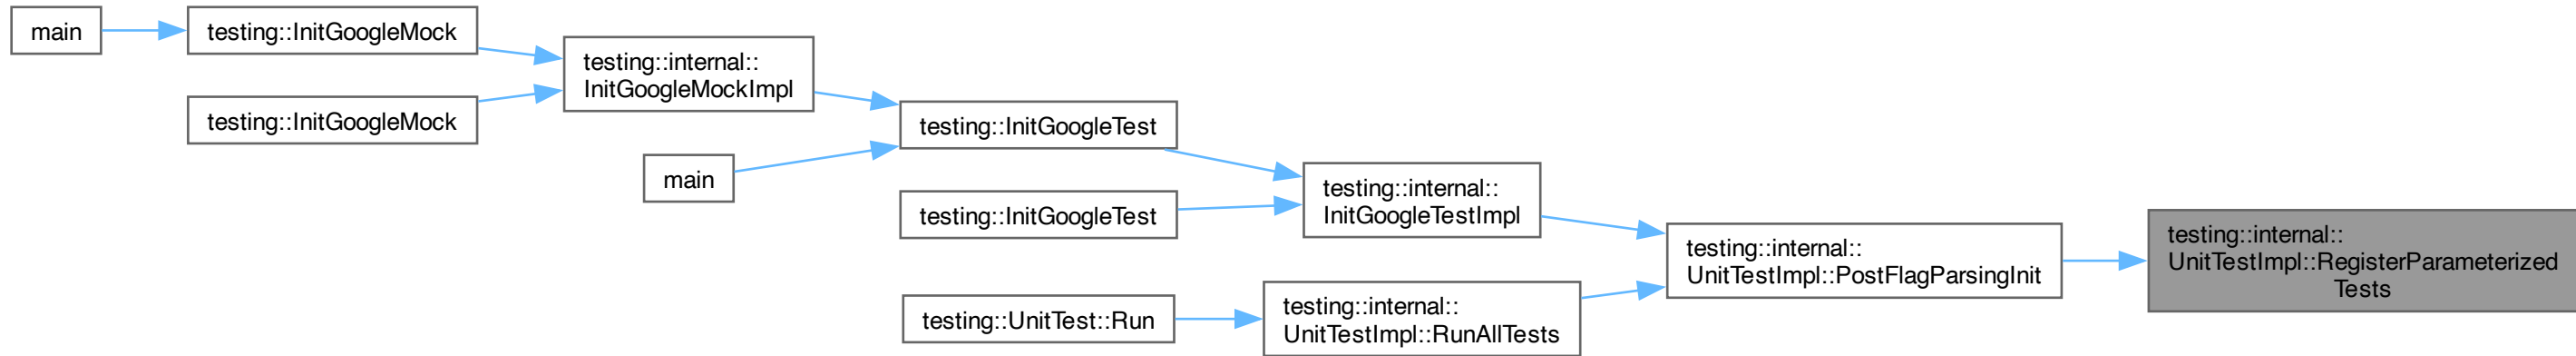 main
testing::InitGoogleMock
testing::InitGoogleMock
testing::internal::
InitGoogleMockImpl
main
testing::InitGoogleTest
testing::InitGoogleTest
testing::UnitTest::Run
testing::internal::
InitGoogleTestImpl
testing::internal::
UnitTestImpl::RunAllTests
testing::internal::
UnitTestImpl::PostFlagParsingInit
testing::internal::
UnitTestImpl::RegisterParameterized
Tests